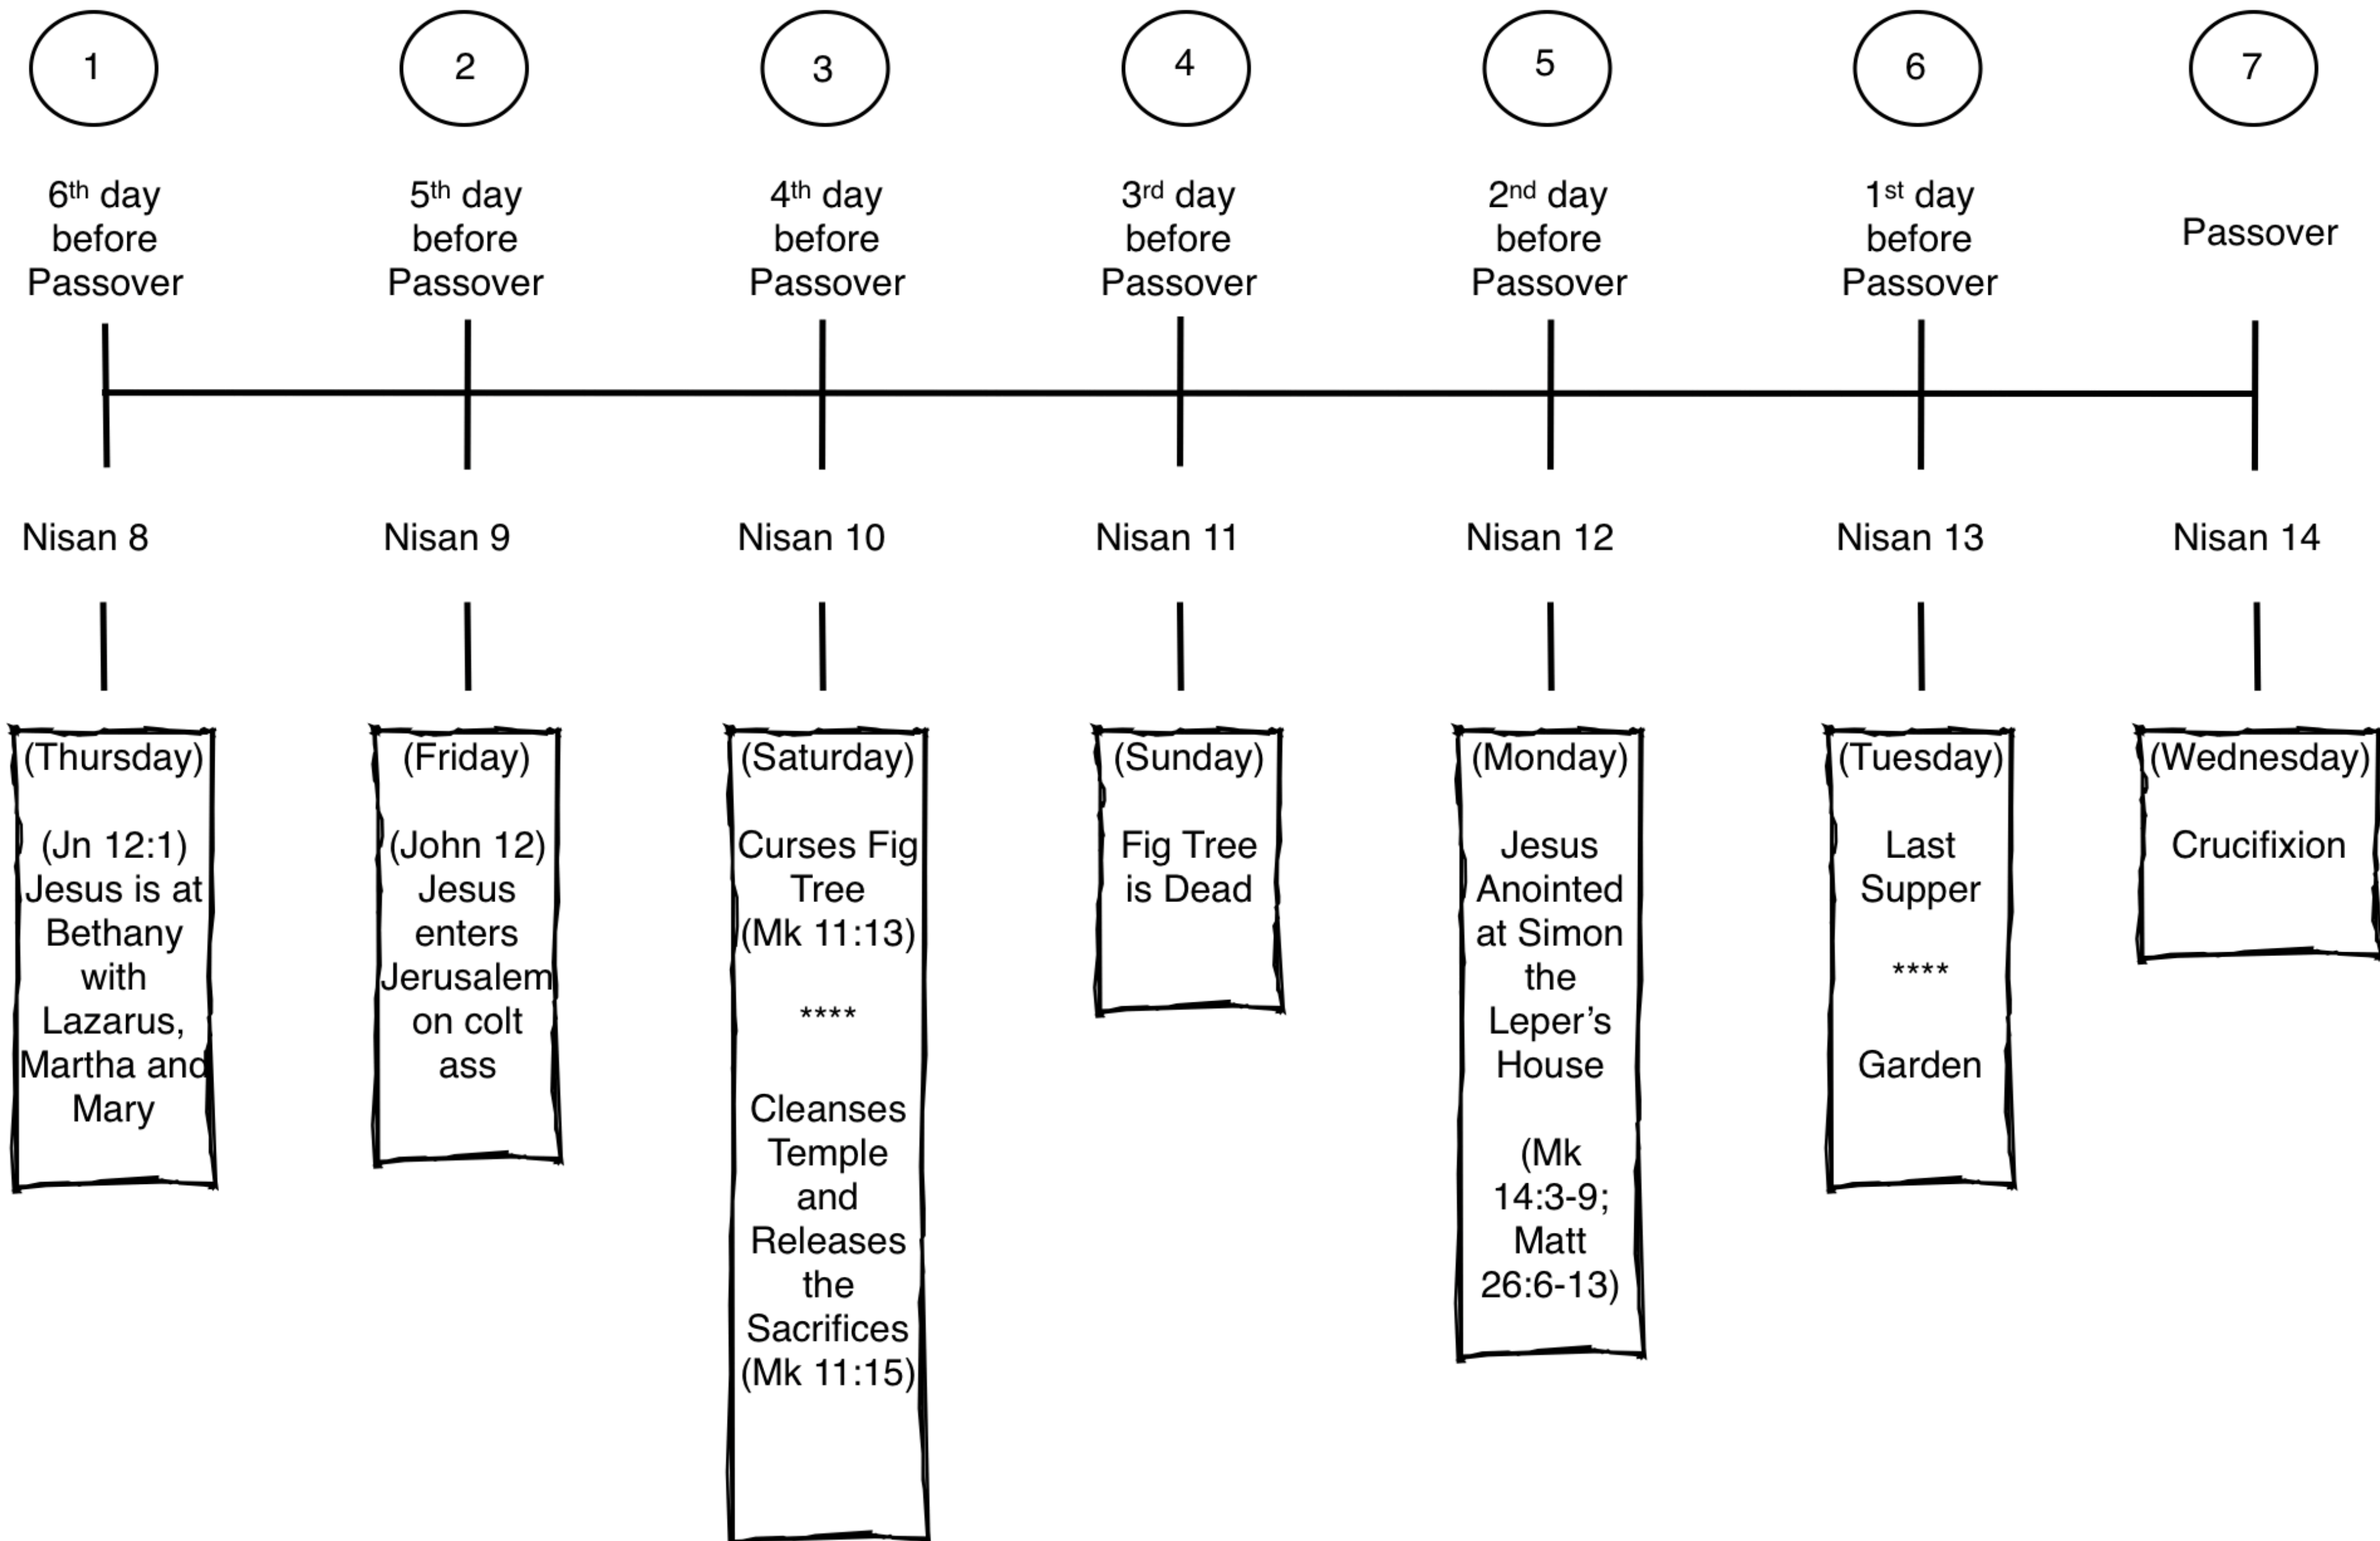 1
2
3
4
5
6
7
6th day
before
Passover
5th day
before
Passover
4th day
before
Passover
3rd day
before
Passover
2nd day
before
Passover
1st day
before
Passover
Passover
Nisan 8
Nisan 9
Nisan 10
Nisan 11
Nisan 12
Nisan 13
Nisan 14
(Thursday)
(Jn 12:1)
Jesus is at
Bethany
with
Lazarus,
Martha and
Mary
(Friday)
(John 12)
Jesus
enters
Jerusalem
on colt
ass
(Saturday)
Curses Fig
Tree
(Mk 11:13)
****
Cleanses
Temple
and
Releases
the
Sacrifices
(Mk 11:15)
(Sunday)
Fig Tree
is Dead
(Monday)
Jesus
Anointed
at Simon
the
Leper’s
House
(Mk
14:3-9;
Matt
26:6-13)
(Tuesday)
Last
Supper
****
Garden
(Wednesday)
Crucifixion